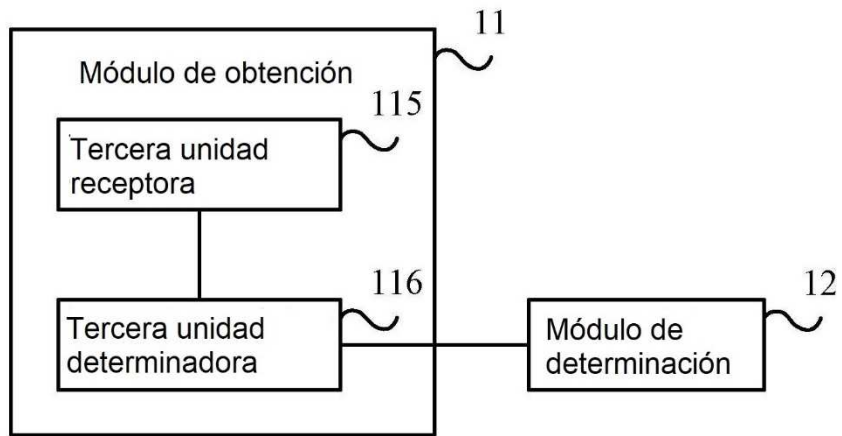 11
Módulo de obtención
115
Tercera unidad
receptora
116
Tercera unidad
determinadora
12
Módulo de
determinación